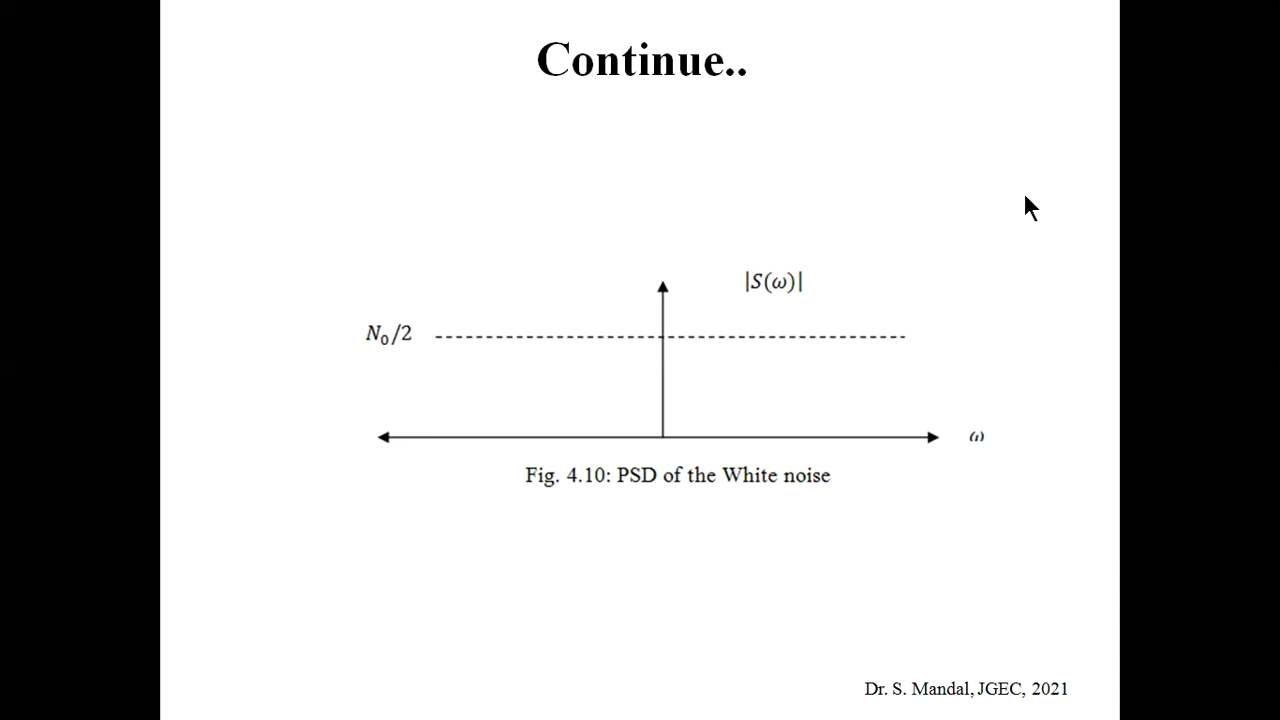 Continue..
|S(ω)|
N₀/2
ω
Fig. 4.10: PSD of the White noise
Dr. S. Mandal, JGEC, 2021